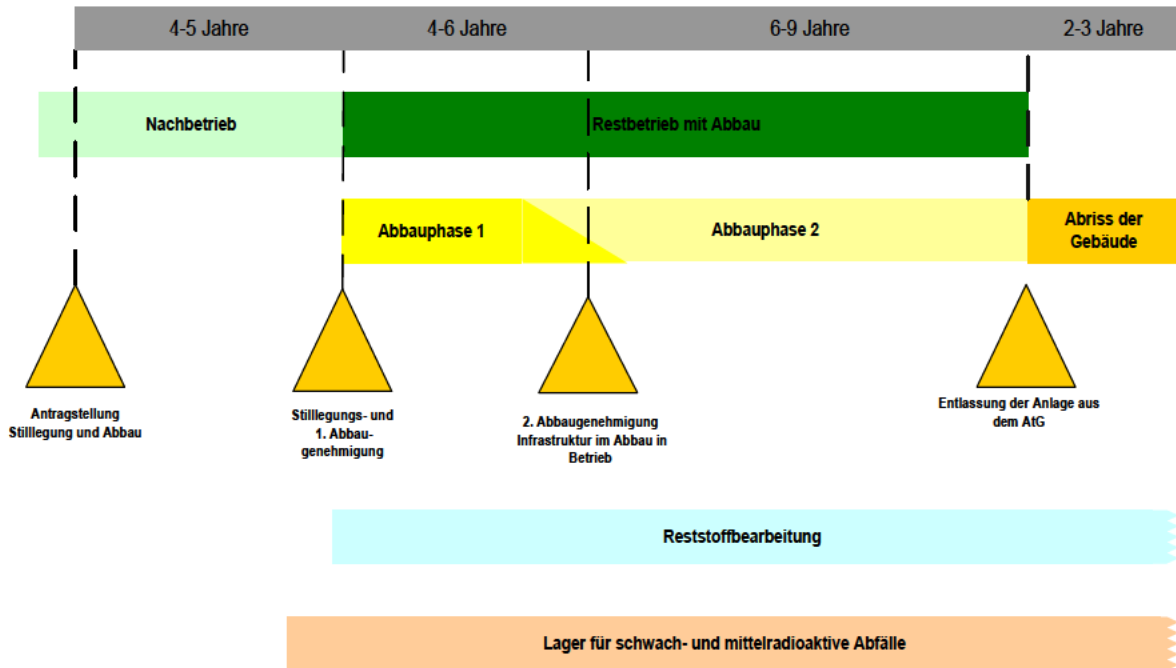 4-5 Jahre
4-6 Jahre
6-9 Jahre
2-3 Jahre
Nachbetrieb
Restbetrieb mit Abbau
Abbauphase 1
Abbauphase 2
Abriss der
Gebäude
Antragstellung
Stilllegung und Abbau
Stilllegungs- und
1. Abbau-
genehmigung
2. Abbaugenehmigung
Infrastruktur im Abbau in
Betrieb
Entlassung der Anlage aus
dem AtG
Reststoffbearbeitung
Lager für schwach- und mittelradioaktive Abfälle